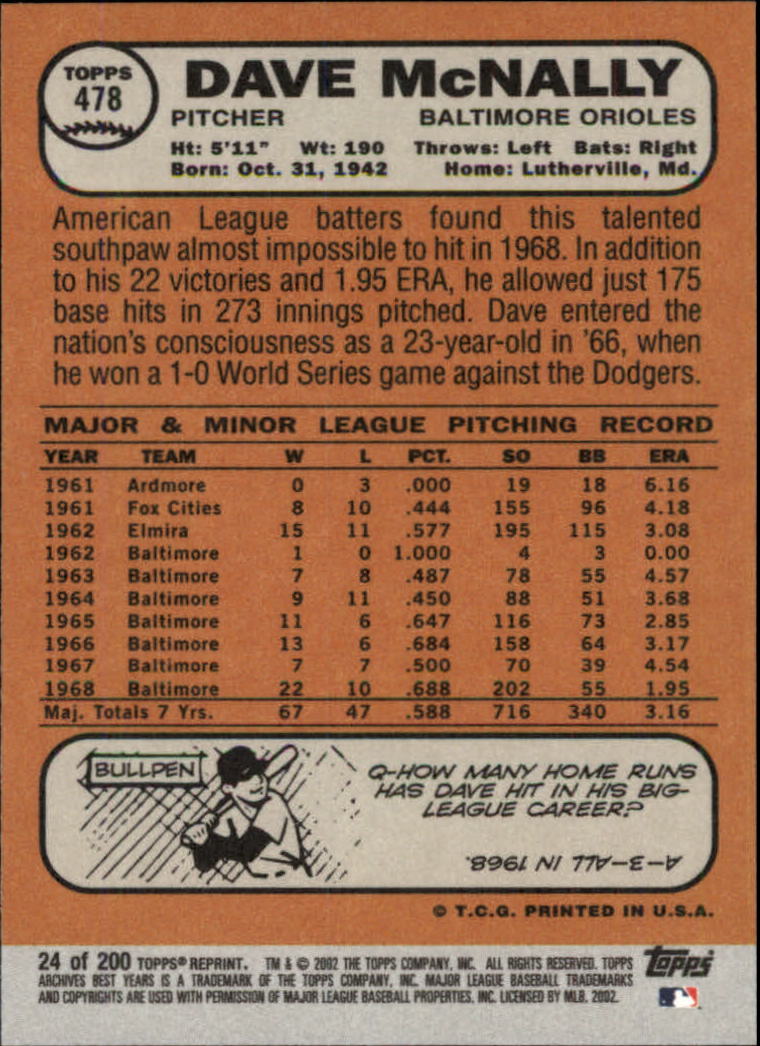 TOPPS
478
DAVE McNALLY
PITCHER BALTIMORE ORIOLES
Ht: 5'11" Wt: 190 Throws: Left Bats: Right
Born: Oct. 31, 1942 Home: Lutherville, Md.
American League batters found this talented
southpaw almost impossible to hit in 1968. In addition
to his 22 victories and 1.95 ERA, he allowed just 175
base hits in 273 innings pitched. Dave entered the
nation's consciousness as a 23-year-old in '66, when
he won a 1-0 World Series game against the Dodgers.
MAJOR & MINOR LEAGUE PITCHING RECORD
YEAR TEAM W L PCT. SO BB ERA
1961 Ardmore 0 3 .000 19 18 6.16
1961 Fox Cities 8 10 .444 155 96 4.18
1962 Elmira 15 11 .577 195 115 3.08
1962 Baltimore 1 0 1.000 4 3 0.00
1963 Baltimore 7 8 .487 78 55 4.57
1964 Baltimore 9 11 .450 88 51 3.68
1965 Baltimore 11 6 .647 116 73 2.85
1966 Baltimore 13 6 .684 158 64 3.17
1967 Baltimore 7 7 .500 70 39 4.54
1968 Baltimore 22 10 .688 202 55 1.95
Maj. Totals 7 Yrs. 67 47 .588 716 340 3.16
BULLPEN
Q-HOW MANY HOME RUNS
HAS DAVE HIT IN HIS BIG-
LEAGUE CAREER?
A-3-ALL IN 1968.
© T.C.G. PRINTED IN U.S.A.
24 of 200 TOPPS® REPRINT. TM & © 2002 THE TOPPS COMPANY, INC. ALL RIGHTS RESERVED. TOPPS
ARCHIVES BEST YEARS IS A TRADEMARK OF THE TOPPS COMPANY, INC. MAJOR LEAGUE BASEBALL TRADEMARKS
AND COPYRIGHTS ARE USED WITH PERMISSION OF MAJOR LEAGUE BASEBALL PROPERTIES, INC. LICENSED BY MLB. 2002.
Topps